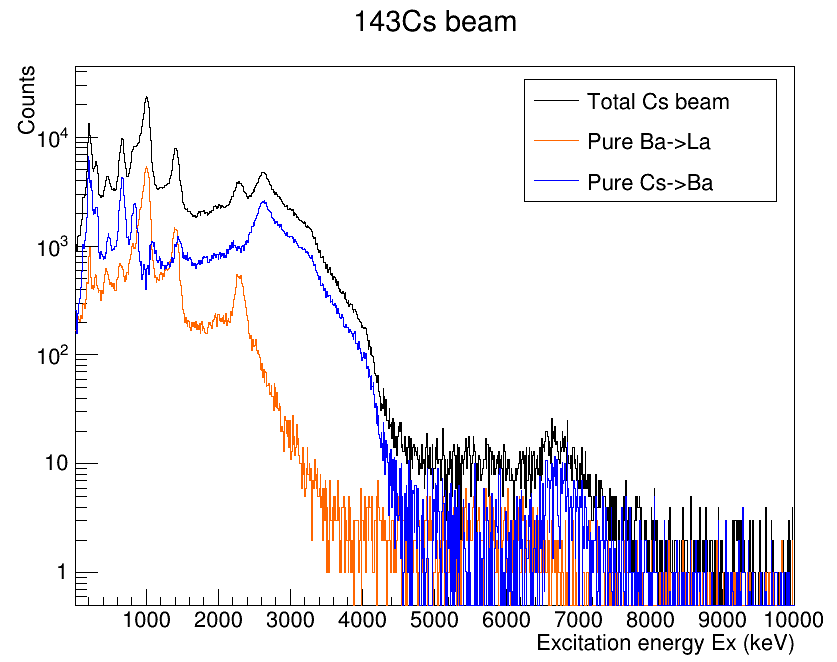 143Cs beam
Counts
Total Cs beam
Pure Ba->La
Pure Cs->Ba
10^4
10^3
10^2
10
1
1000 2000 3000 4000 5000 6000 7000 8000 9000 10000
Excitation energy Ex (keV)